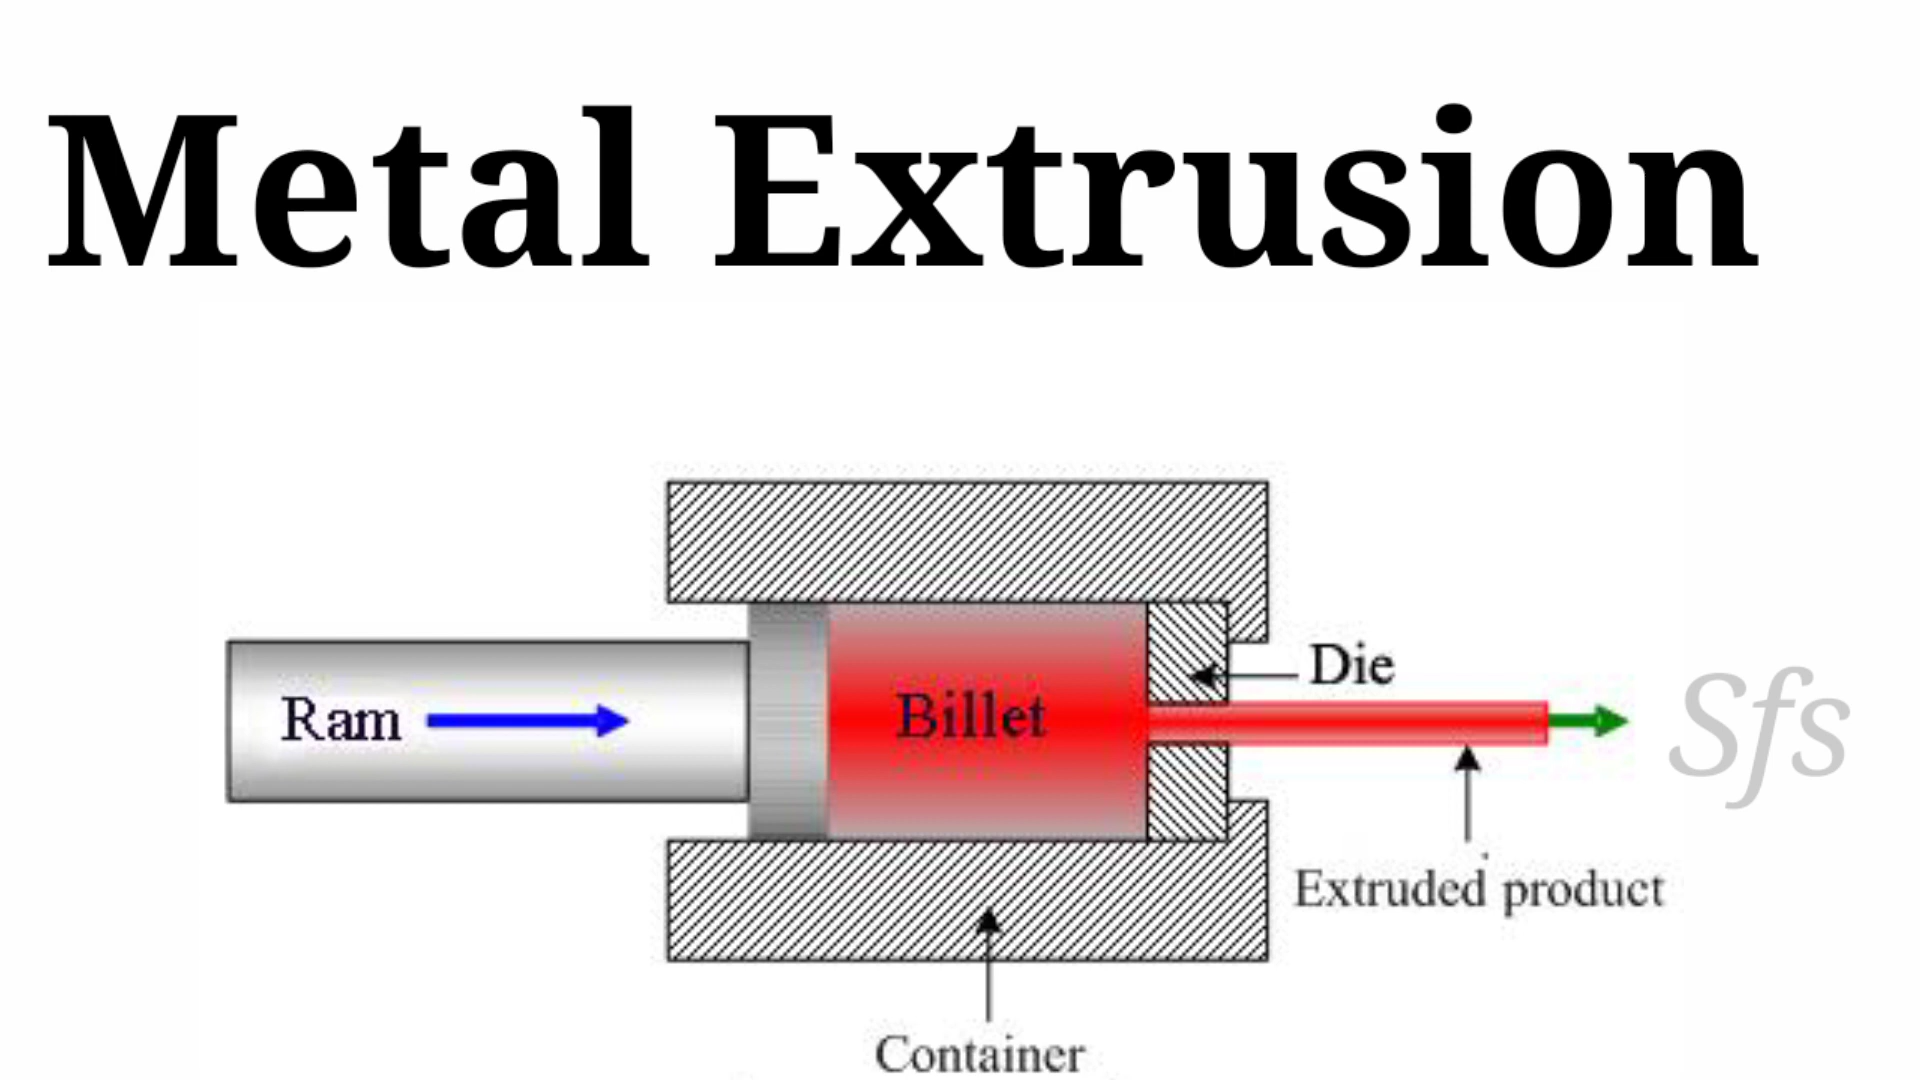 Metal Extrusion
Die
Ram
Billet
Sfs
Extruded product
Container